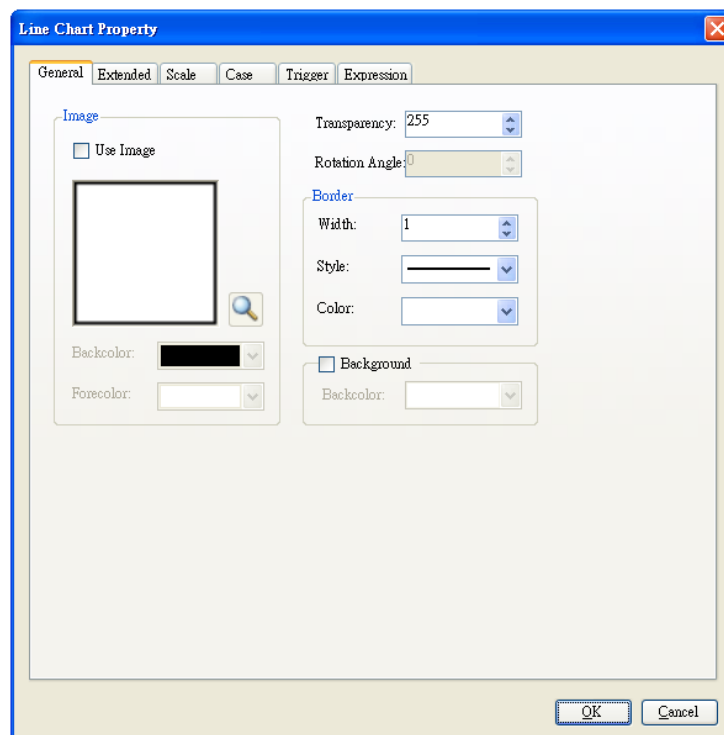 Line Chart Property
General Extended Scale Case Trigger Expression
Image
Use Image
Backcolor:
Forecolor:
Transparency: 255
Rotation Angle: 0
Border
Width: 1
Style:
Color:
Background
Backcolor:
OK Cancel